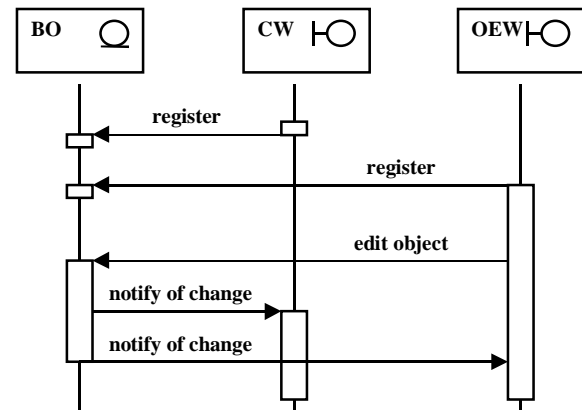 BO
CW
OEW
register
register
edit object
notify of change
notify of change